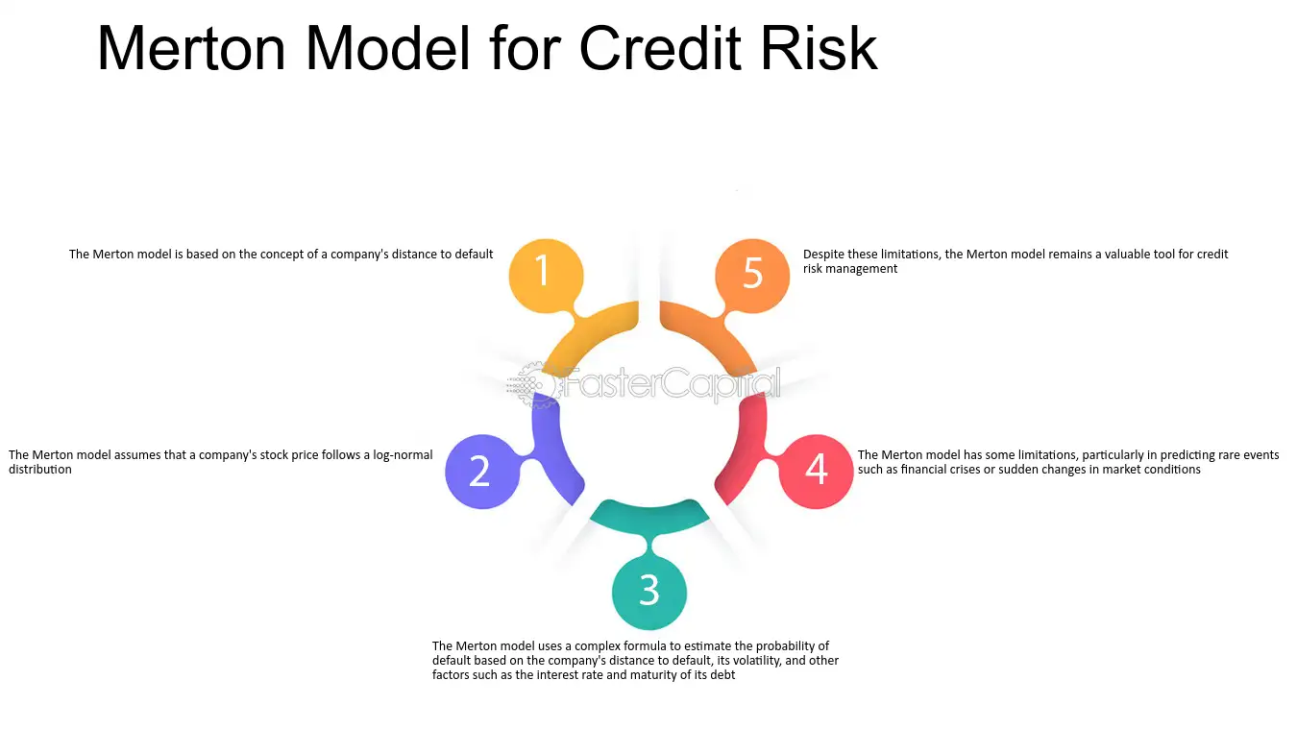 Merton Model for Credit Risk
1
The Merton model is based on the concept of a company's distance to default
2
The Merton model assumes that a company's stock price follows a log-normal
distribution
3
The Merton model uses a complex formula to estimate the probability of
default based on the company's distance to default, its volatility, and other
factors such as the interest rate and maturity of its debt
4
The Merton model has some limitations, particularly in predicting rare events
such as financial crises or sudden changes in market conditions
5
Despite these limitations, the Merton model remains a valuable tool for credit
risk management
FasterCapital